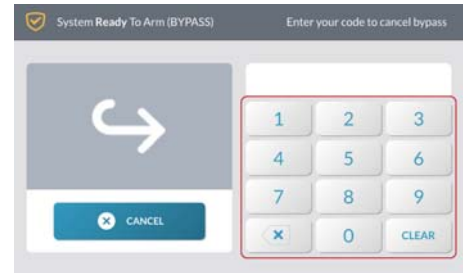 System Ready To Arm (BYPASS)
Enter your code to cancel bypass
1 2 3
4 5 6
7 8 9
0 CLEAR
CANCEL